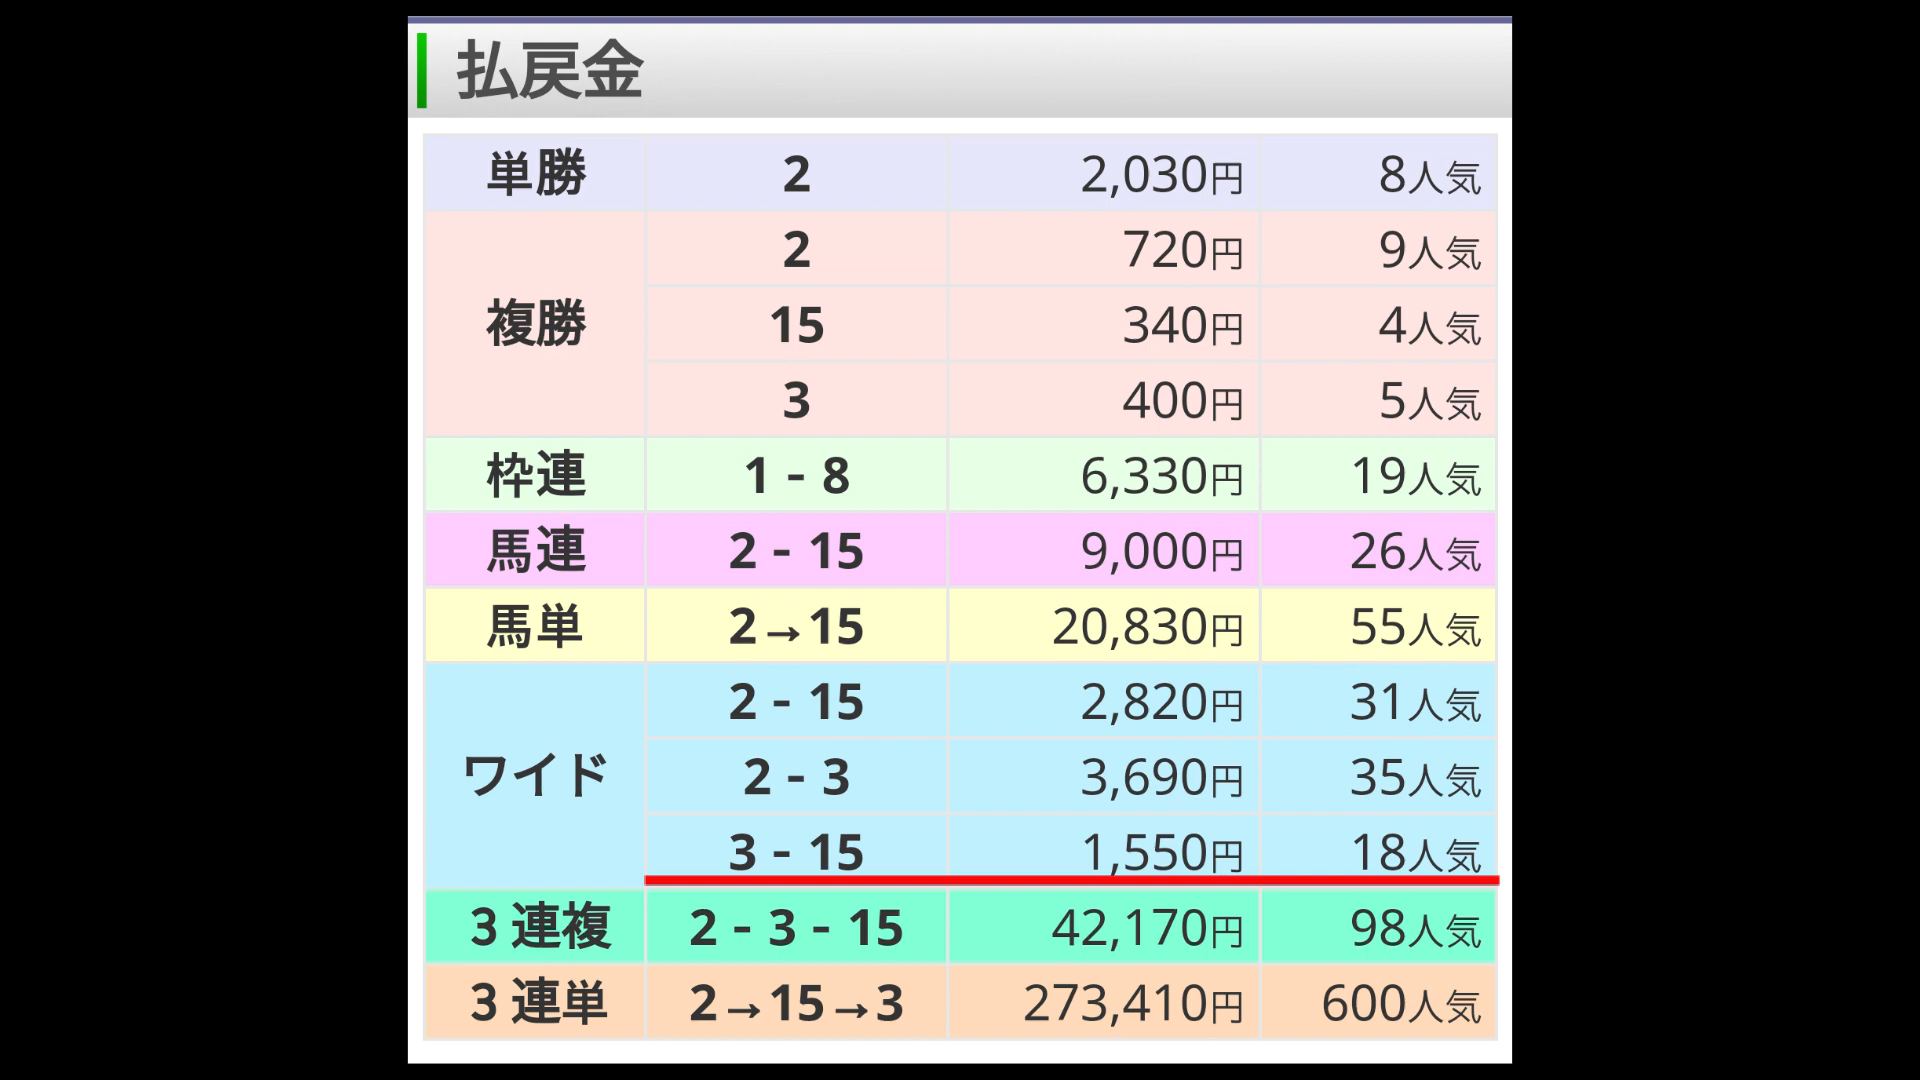 払戻金
単勝 2 2,030円 8人気
複勝 2 720円 9人気
15 340円 4人気
3 400円 5人気
枠連 1 - 8 6,330円 19人気
馬連 2 - 15 9,000円 26人気
馬単 2→15 20,830円 55人気
ワイド 2 - 15 2,820円 31人気
2 - 3 3,690円 35人気
3 - 15 1,550円 18人気
3連複 2 - 3 - 15 42,170円 98人気
3連単 2→15→3 273,410円 600人気